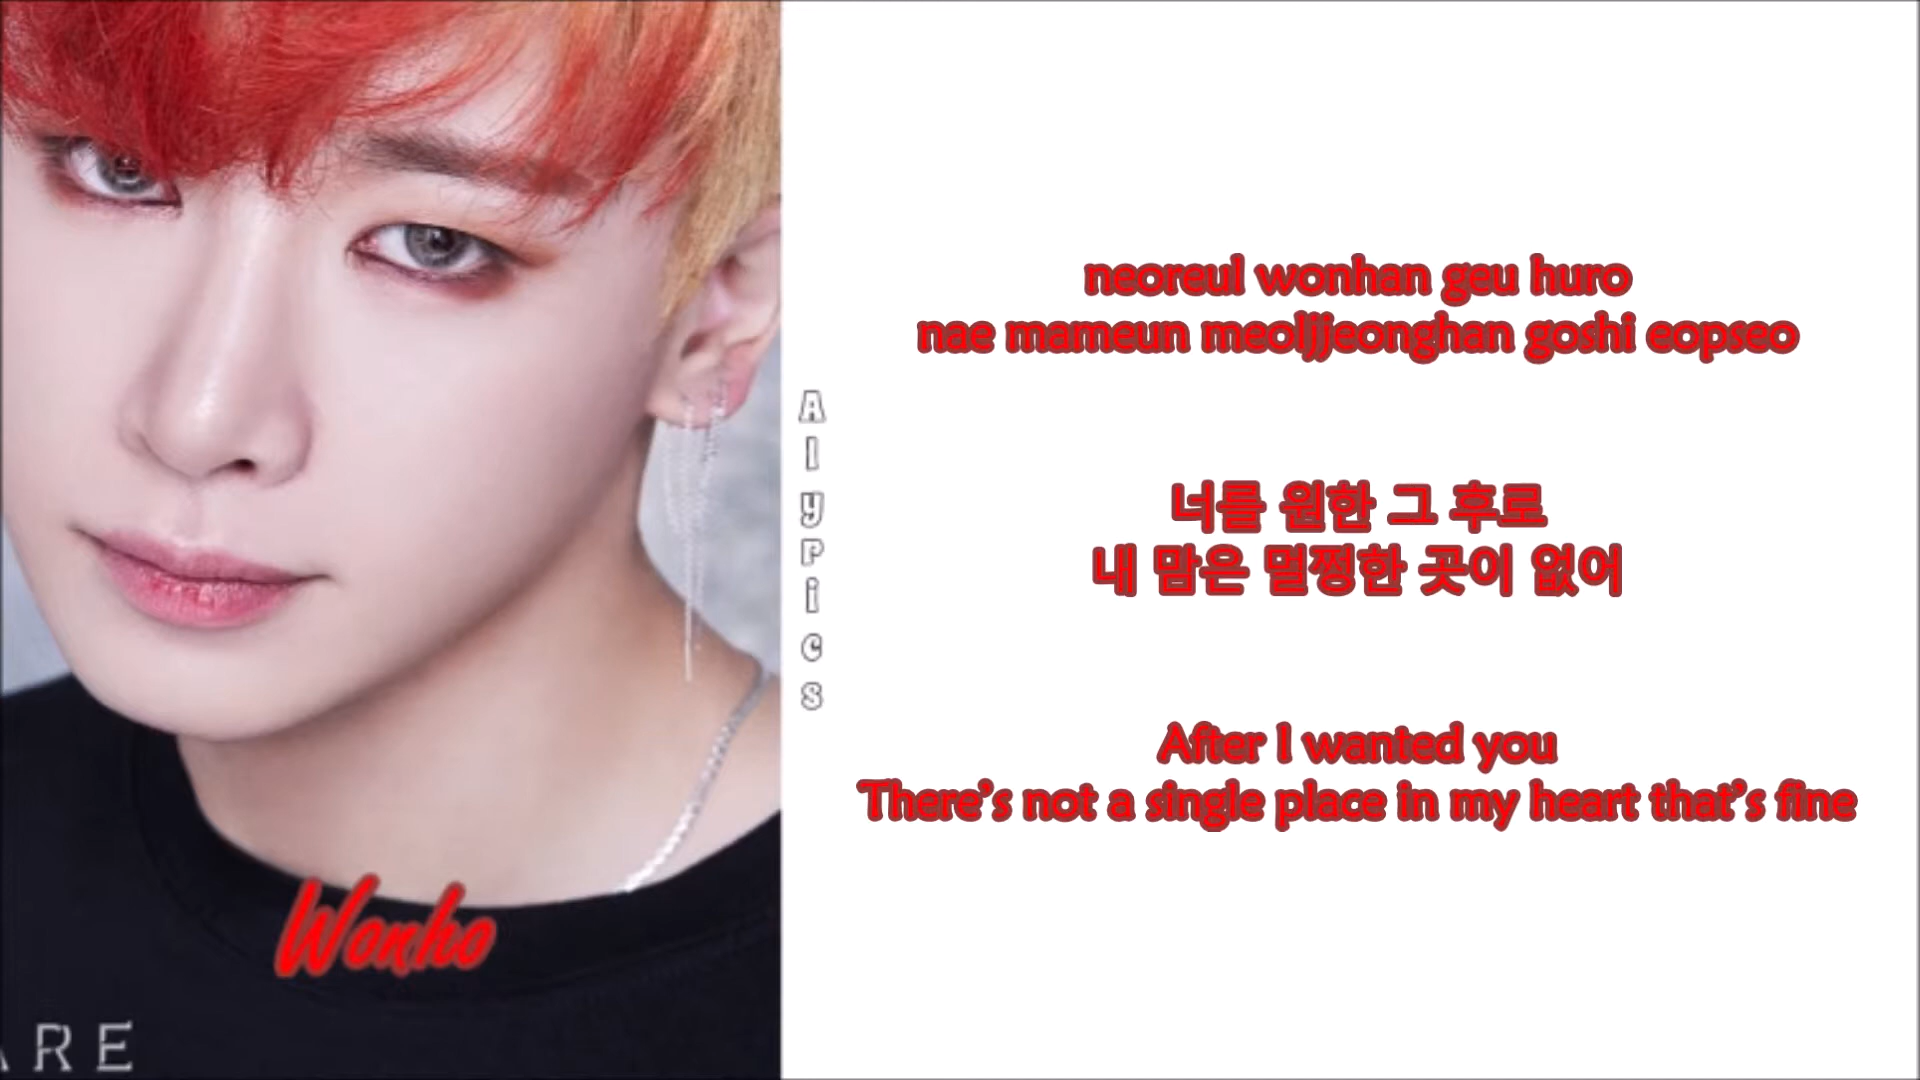 Wonho
ARE
AlyPics
neoreul wonhan geu huro
nae mameun meoljjeonghan goshi eopseo
너를 원한 그 후로
내 맘은 멀쩡한 곳이 없어
After I wanted you
There's not a single place in my heart that's fine